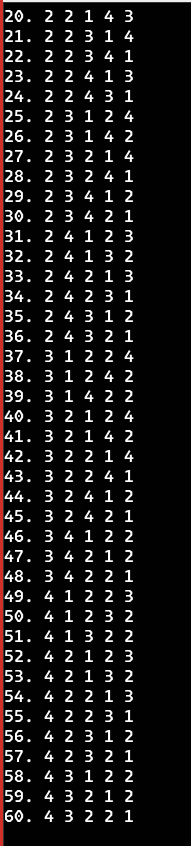 20. 2 2 1 4 3
21. 2 2 3 1 4
22. 2 2 3 4 1
23. 2 2 4 1 3
24. 2 2 4 3 1
25. 2 3 1 2 4
26. 2 3 1 4 2
27. 2 3 2 1 4
28. 2 3 2 4 1
29. 2 3 4 1 2
30. 2 3 4 2 1
31. 2 4 1 2 3
32. 2 4 1 3 2
33. 2 4 2 1 3
34. 2 4 2 3 1
35. 2 4 3 1 2
36. 2 4 3 2 1
37. 3 1 2 2 4
38. 3 1 2 4 2
39. 3 1 4 2 2
40. 3 2 1 2 4
41. 3 2 1 4 2
42. 3 2 2 1 4
43. 3 2 2 4 1
44. 3 2 4 1 2
45. 3 2 4 2 1
46. 3 4 1 2 2
47. 3 4 2 1 2
48. 3 4 2 2 1
49. 4 1 2 2 3
50. 4 1 2 3 2
51. 4 1 3 2 2
52. 4 2 1 2 3
53. 4 2 1 3 2
54. 4 2 2 1 3
55. 4 2 2 3 1
56. 4 2 3 1 2
57. 4 2 3 2 1
58. 4 3 1 2 2
59. 4 3 2 1 2
60. 4 3 2 2 1